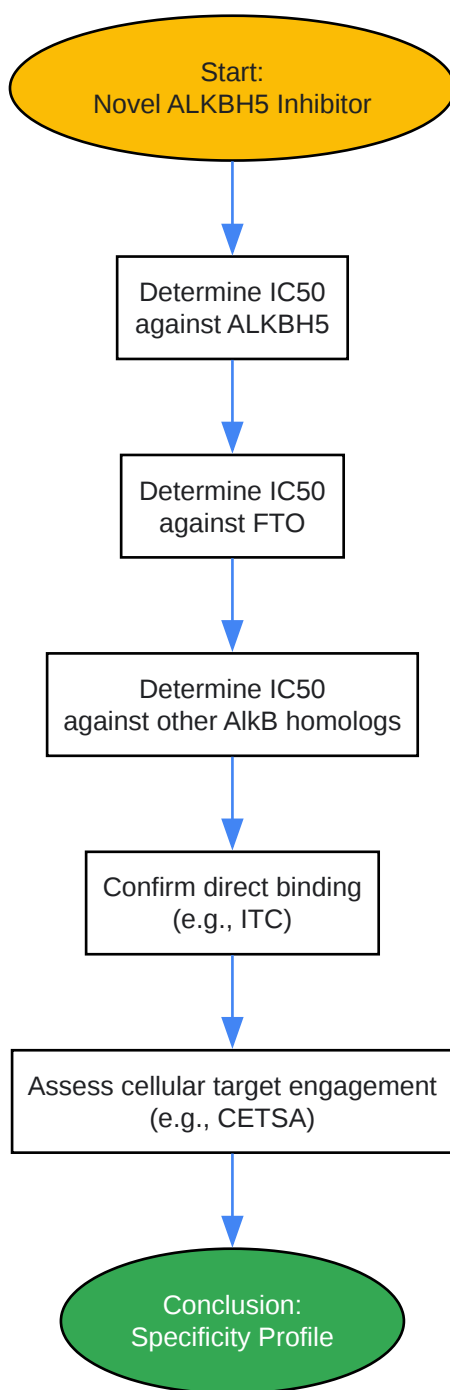 Start:
Novel ALKBH5 Inhibitor
Determine IC50
against ALKBH5
Determine IC50
against FTO
Determine IC50
against other AlkB homologs
Confirm direct binding
(e.g., ITC)
Assess cellular target engagement
(e.g., CETSA)
Conclusion:
Specificity Profile